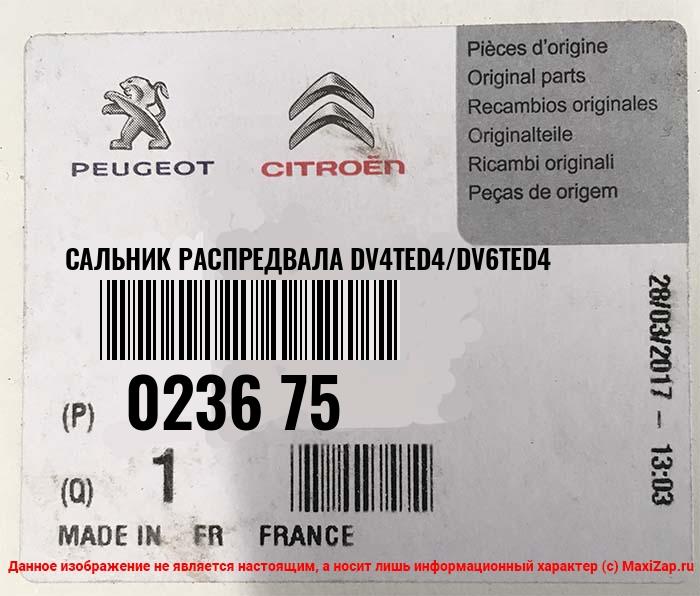 PEUGEOT
CITROËN
Pièces d'origine
Original parts
Recambios originales
Originalteile
Ricambi originali
Peças de origem
САЛЬНИК РАСПРЕДВАЛА DV4TED4/DV6TED4
(P) 0236 75
(Q) 1
MADE IN FR FRANCE
28/03/2017 - 13:03
Данное изображение не является настоящим, а носит лишь информационный характер (с) MaxiZap.ru